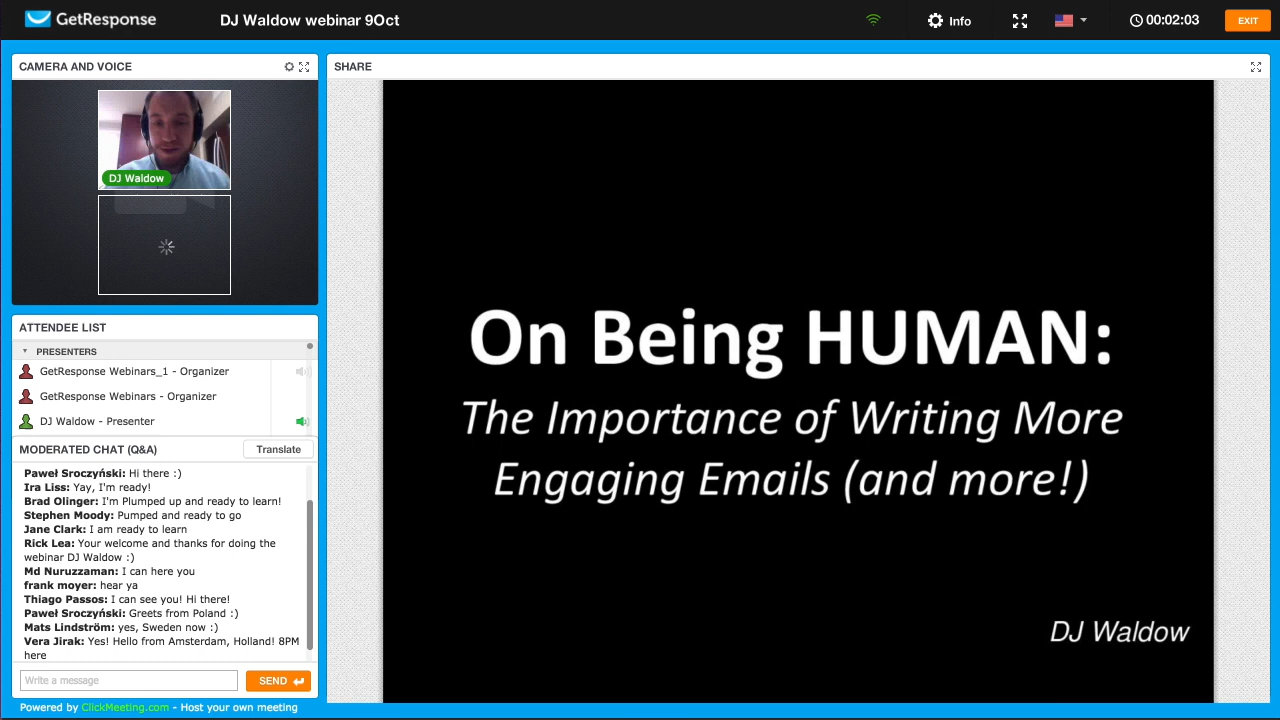 GetResponse
DJ Waldow webinar 9Oct
Info
00:02:03
EXIT
CAMERA AND VOICE
DJ Waldow
ATTENDEE LIST
PRESENTERS
GetResponse Webinars_1 - Organizer
GetResponse Webinars - Organizer
DJ Waldow - Presenter
MODERATED CHAT (Q&A)
Translate
Paweł Sroczyński: Hi there :)
Ira Liss: Yay, I'm ready!
Brad Olinger: I'm Plumped up and ready to learn!
Stephen Moody: Pumped and ready to go
Jane Clark: I am ready to learn
Rick Lea: Your welcome and thanks for doing the
webinar DJ Waldow :)
Md Nuruzzaman: I can here you
frank moyer: hear ya
Thiago Passos: I can see you! Hi there!
Paweł Sroczyński: Greets from Poland :)
Mats Lindström: yes, Sweden now :)
Vera Jirak: Yes! Hello from Amsterdam, Holland! 8PM
here
Write a message
SEND
Powered by ClickMeeting.com - Host your own meeting
SHARE
On Being HUMAN:
The Importance of Writing More
Engaging Emails (and more!)
DJ Waldow